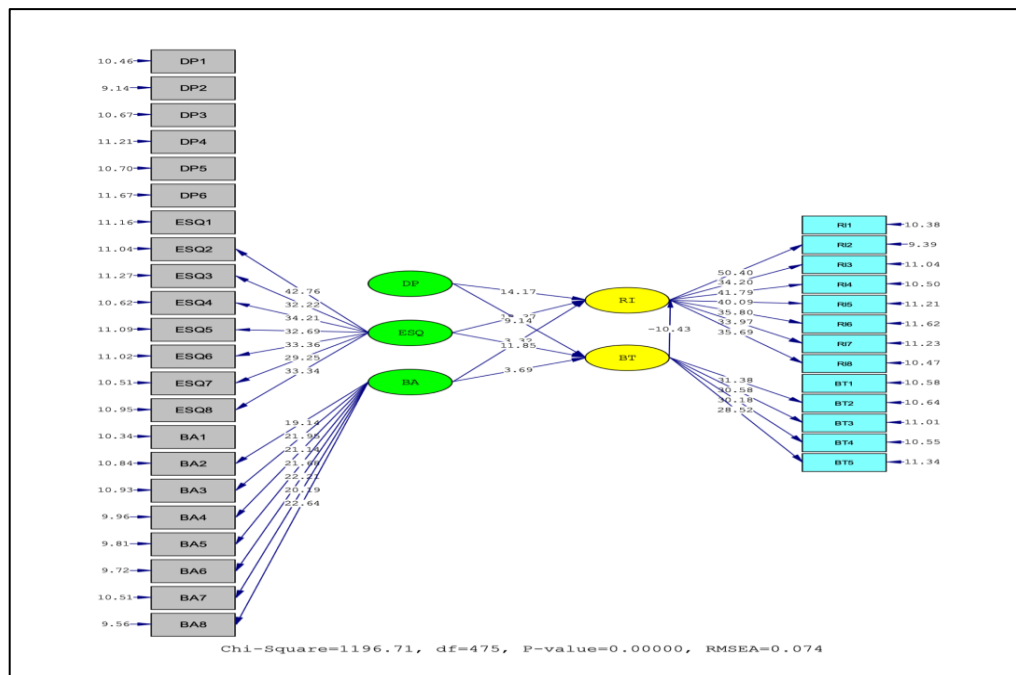 10.46 DP1
9.14 DP2
10.67 DP3
11.21 DP4
10.70 DP5
11.67 DP6
11.16 ESQ1
11.04 ESQ2
11.27 ESQ3
10.62 ESQ4
11.09 ESQ5
11.02 ESQ6
10.51 ESQ7
10.95 ESQ8
10.34 BA1
10.84 BA2
10.93 BA3
9.96 BA4
9.81 BA5
9.72 BA6
10.51 BA7
9.56 BA8
42.76
32.22
34.21
32.69
33.36
29.25
33.34
19.14
21.95
21.14
22.21
20.19
22.64
DP
ESQ
BA
14.17
9.14
11.85
3.69
RI
BT
-10.43
50.40
34.20
41.79
40.09
35.80
33.97
35.69
31.38
30.58
30.18
28.52
RI1 10.38
RI2 9.39
RI3 11.04
RI4 10.50
RI5 11.21
RI6 11.62
RI7 11.23
RI8 10.47
BT1 10.58
BT2 10.64
BT3 11.01
BT4 10.55
BT5 11.34
Chi-Square=1196.71, df=475, P-value=0.00000, RMSEA=0.074